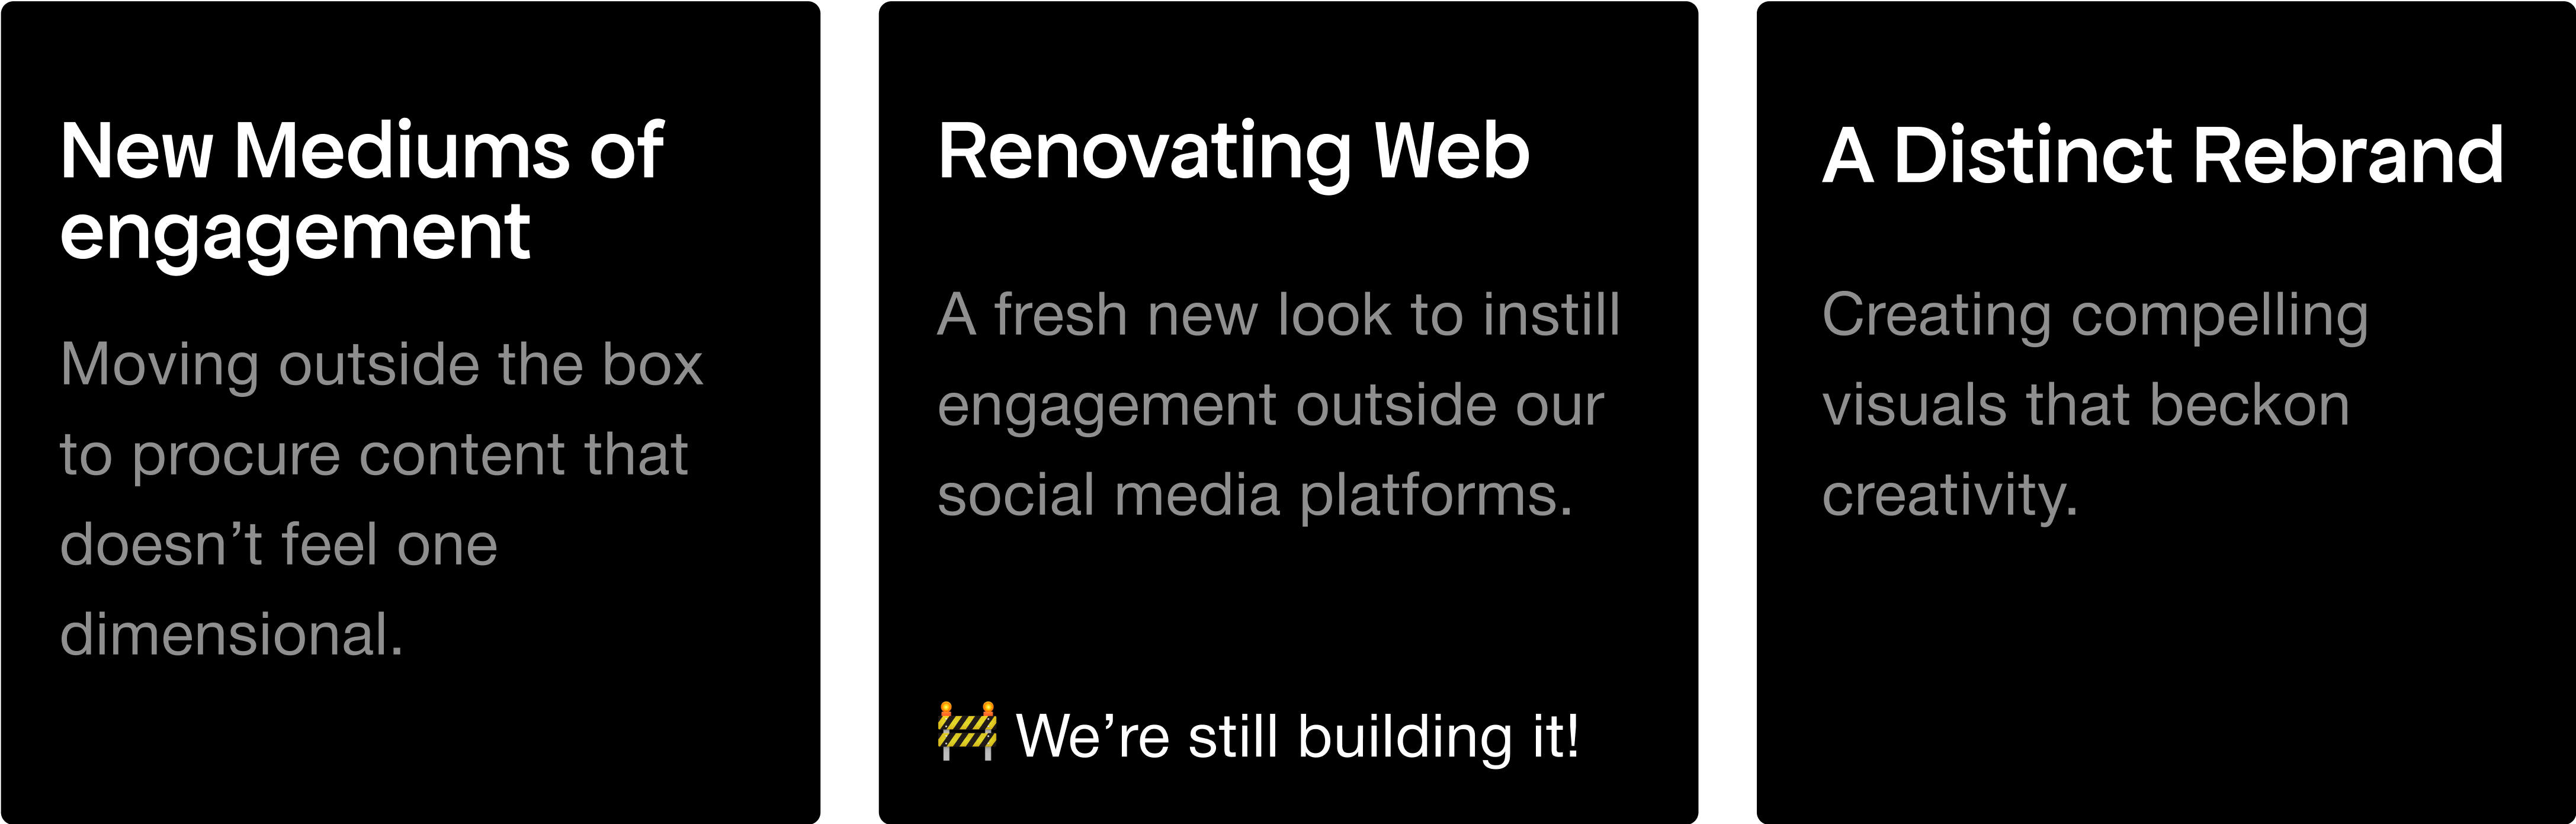 New Mediums of
engagement
Moving outside the box
to procure content that
doesn’t feel one
dimensional.
Renovating Web
A fresh new look to instill
engagement outside our
social media platforms.
🚧 We’re still building it!
A Distinct Rebrand
Creating compelling
visuals that beckon
creativity.